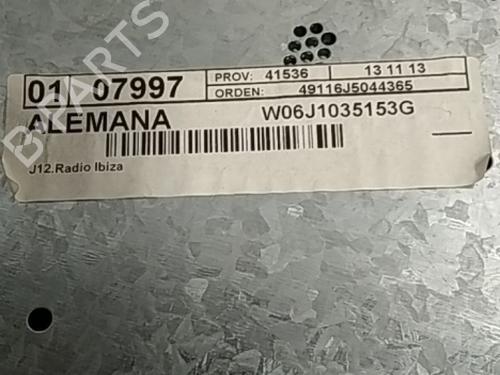 B-PARTS
01 07997 PROV: 41536 13 11 13
ORDEN: 49116J5044365
ALEMANA W06J1035153G
J12.Radio Ibiza